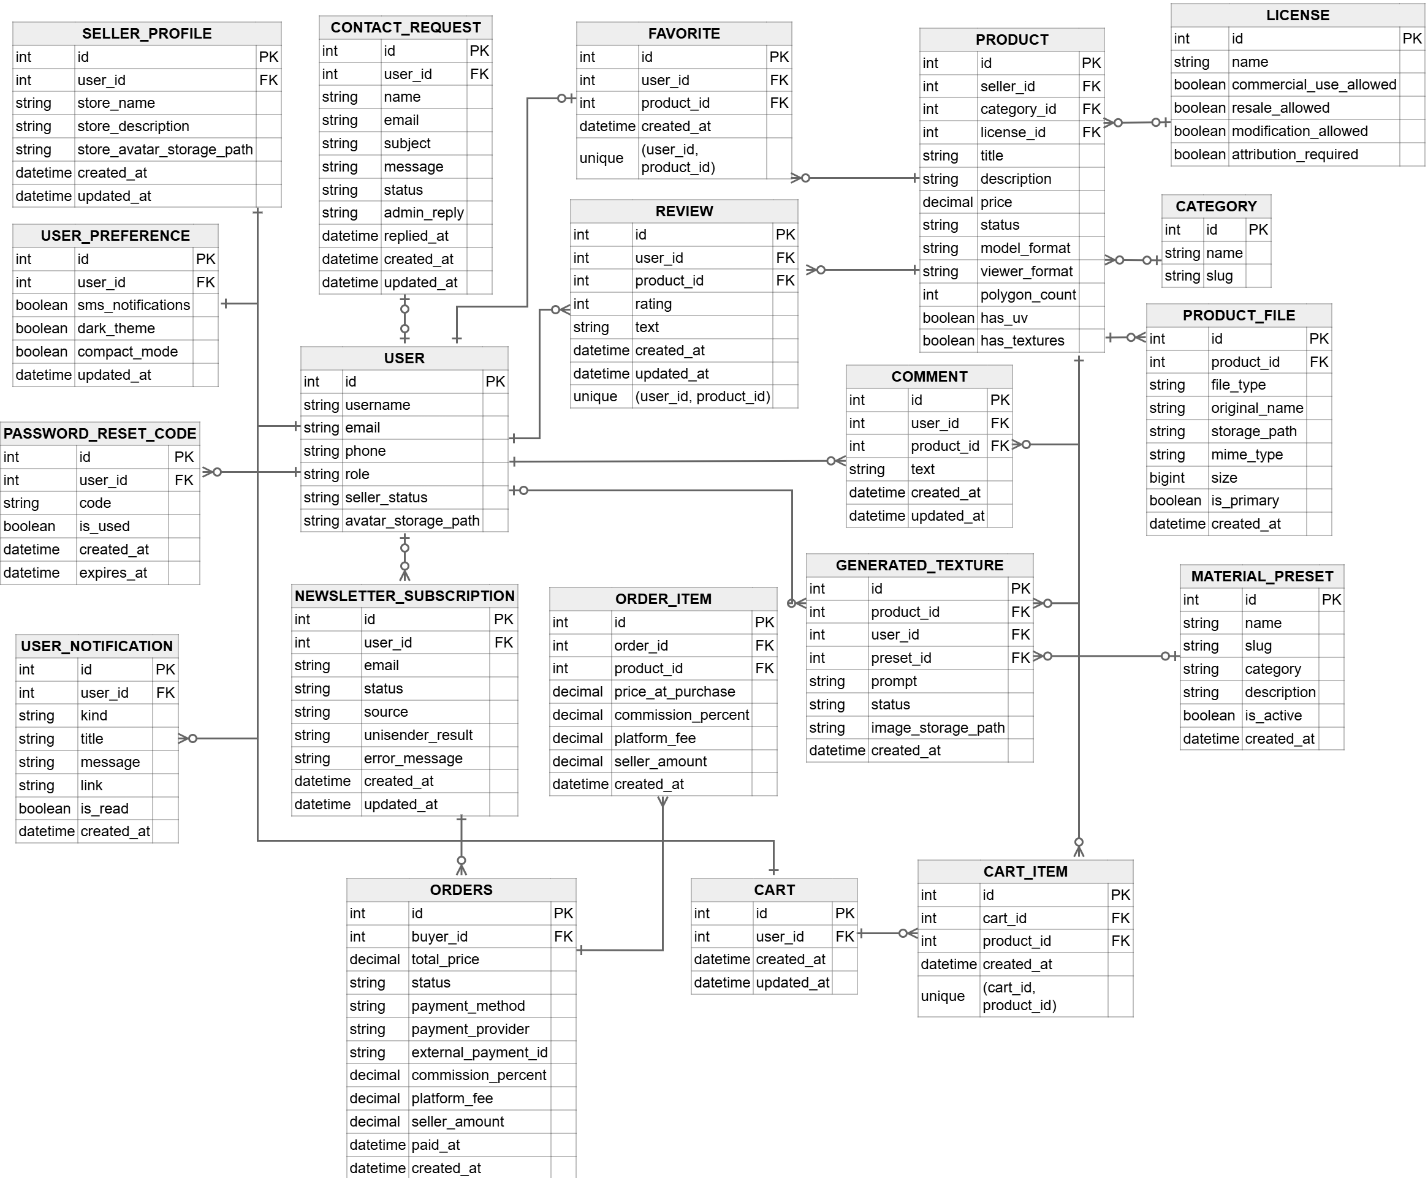 SELLER_PROFILE
int id PK
int user_id FK
string store_name
string store_description
string store_avatar_storage_path
datetime created_at
datetime updated_at
CONTACT_REQUEST
int id PK
int user_id FK
string name
string email
string subject
string message
string status
string admin_reply
datetime replied_at
datetime created_at
datetime updated_at
FAVORITE
int id PK
int user_id FK
int product_id FK
datetime created_at
unique (user_id,
product_id)
PRODUCT
int id PK
int seller_id FK
int category_id FK
int license_id FK
string title
string description
decimal price
string status
string model_format
string viewer_format
int polygon_count
boolean has_uv
boolean has_textures
LICENSE
int id PK
string name
boolean commercial_use_allowed
boolean resale_allowed
boolean modification_allowed
boolean attribution_required
USER_PREFERENCE
int id PK
int user_id FK
boolean sms_notifications
boolean dark_theme
boolean compact_mode
datetime updated_at
REVIEW
int id PK
int user_id FK
int product_id FK
int rating
string text
datetime created_at
datetime updated_at
unique (user_id, product_id)
CATEGORY
int id PK
string name
string slug
PRODUCT_FILE
int id PK
int product_id FK
string file_type
string original_name
string storage_path
string mime_type
bigint size
boolean is_primary
datetime created_at
USER
int id PK
string username
string email
string phone
string role
string seller_status
string avatar_storage_path
COMMENT
int id PK
int user_id FK
int product_id FK
string text
datetime created_at
datetime updated_at
PASSWORD_RESET_CODE
int id PK
int user_id FK
string code
boolean is_used
datetime created_at
datetime expires_at
GENERATED_TEXTURE
int id PK
int product_id FK
int user_id FK
int preset_id FK
string prompt
string status
string image_storage_path
datetime created_at
MATERIAL_PRESET
int id PK
string name
string slug
string category
string description
boolean is_active
datetime created_at
NEWSLETTER_SUBSCRIPTION
int id PK
int user_id FK
string email
string status
string source
string unisender_result
string error_message
datetime created_at
datetime updated_at
ORDER_ITEM
int id PK
int order_id FK
int product_id FK
decimal price_at_purchase
decimal commission_percent
decimal platform_fee
decimal seller_amount
datetime created_at
USER_NOTIFICATION
int id PK
int user_id FK
string kind
string title
string message
string link
boolean is_read
datetime created_at
ORDERS
int id PK
int buyer_id FK
decimal total_price
string status
string payment_method
string payment_provider
string external_payment_id
decimal commission_percent
decimal platform_fee
decimal seller_amount
datetime paid_at
datetime created_at
CART
int id PK
int user_id FK
datetime created_at
datetime updated_at
CART_ITEM
int id PK
int cart_id FK
int product_id FK
datetime created_at
unique (cart_id,
product_id)